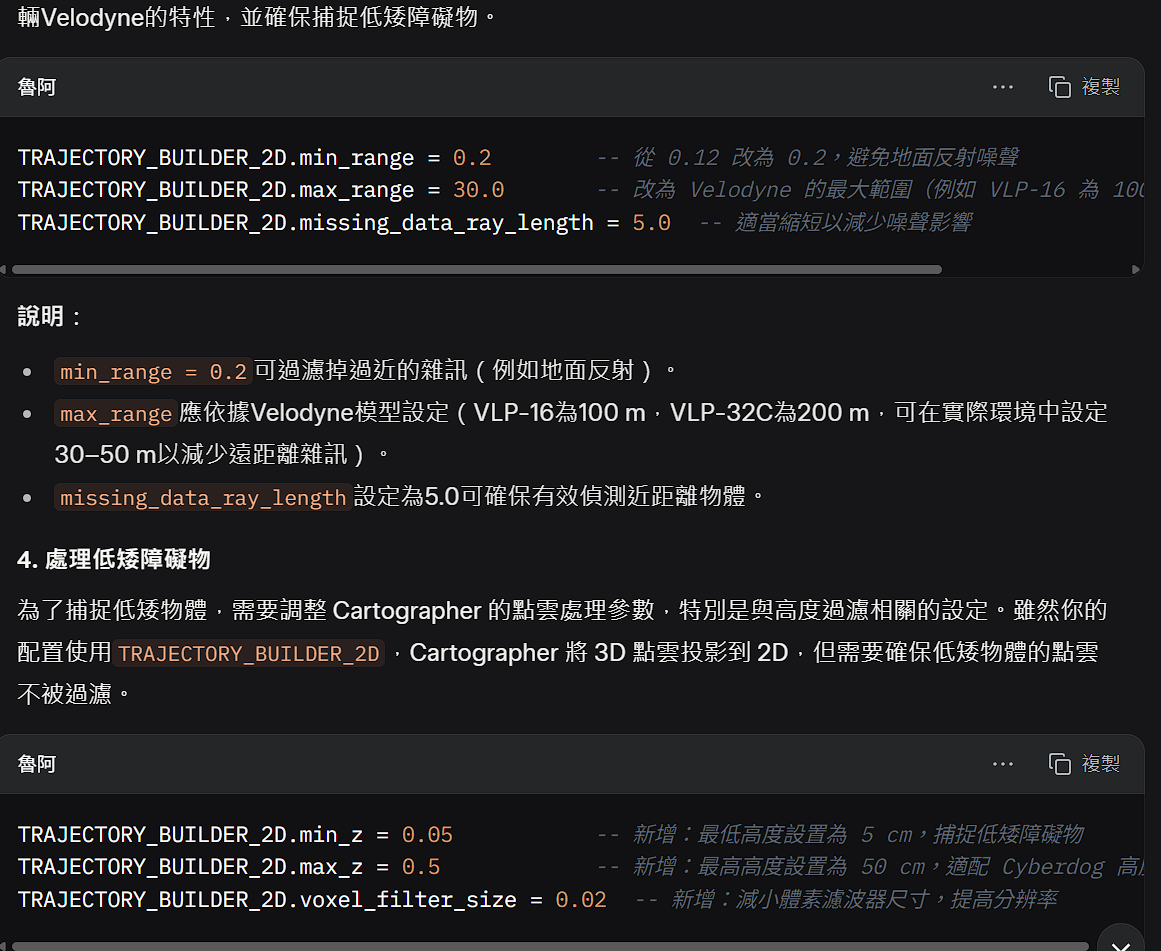 輛Velodyne的特性，並確保捕捉低矮障礙物。
魯阿
複製
TRAJECTORY_BUILDER_2D.min_range = 0.2 -- 從 0.12 改為 0.2，避免地面反射噪聲
TRAJECTORY_BUILDER_2D.max_range = 30.0 -- 改為 Velodyne 的最大範圍（例如 VLP-16 為 100
TRAJECTORY_BUILDER_2D.missing_data_ray_length = 5.0 -- 適當縮短以減少噪聲影響
說明：
• min_range = 0.2可過濾掉過近的雜訊（例如地面反射）。
• max_range應依據Velodyne模型設定（VLP-16為100 m，VLP-32C為200 m，可在實際環境中設定
30–50 m以減少遠距離雜訊）。
• missing_data_ray_length設定為5.0可確保有效偵測近距離物體。
4. 處理低矮障礙物
為了捕捉低矮物體，需要調整 Cartographer 的點雲處理參數，特別是與高度過濾相關的設定。雖然你的
配置使用TRAJECTORY_BUILDER_2D，Cartographer 將 3D 點雲投影到 2D，但需要確保低矮物體的點雲
不被過濾。
魯阿
複製
TRAJECTORY_BUILDER_2D.min_z = 0.05 -- 新增：最低高度設置為 5 cm，捕捉低矮障礙物
TRAJECTORY_BUILDER_2D.max_z = 0.5 -- 新增：最高高度設置為 50 cm，適配 Cyberdog 高
TRAJECTORY_BUILDER_2D.voxel_filter_size = 0.02 -- 新增：減小體素濾波器尺寸，提高分辨率